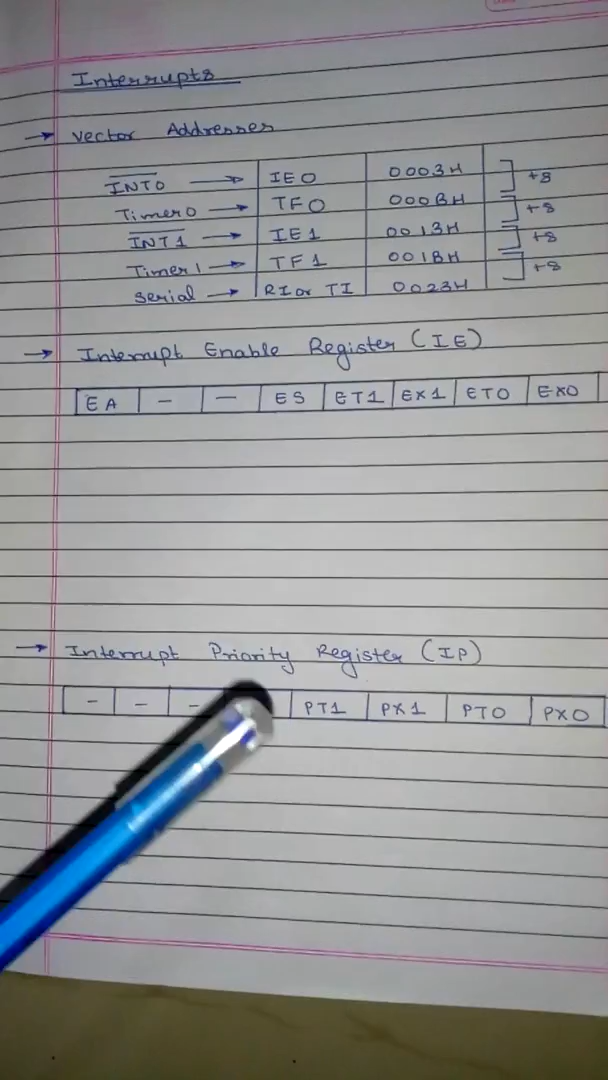 Interrupts
→ Vector Addresses
INT0 → IE0 0003H +8
Timer0 → TF0 000BH +8
INT1 → IE1 0013H +8
Timer1 → TF1 001BH +8
Serial → RI or TI 0023H
→ Interrupt Enable Register (IE)
EA - - ES ET1 EX1 ET0 EX0
→ Interrupt Priority Register (IP)
- - - PT1 PX1 PT0 PX0